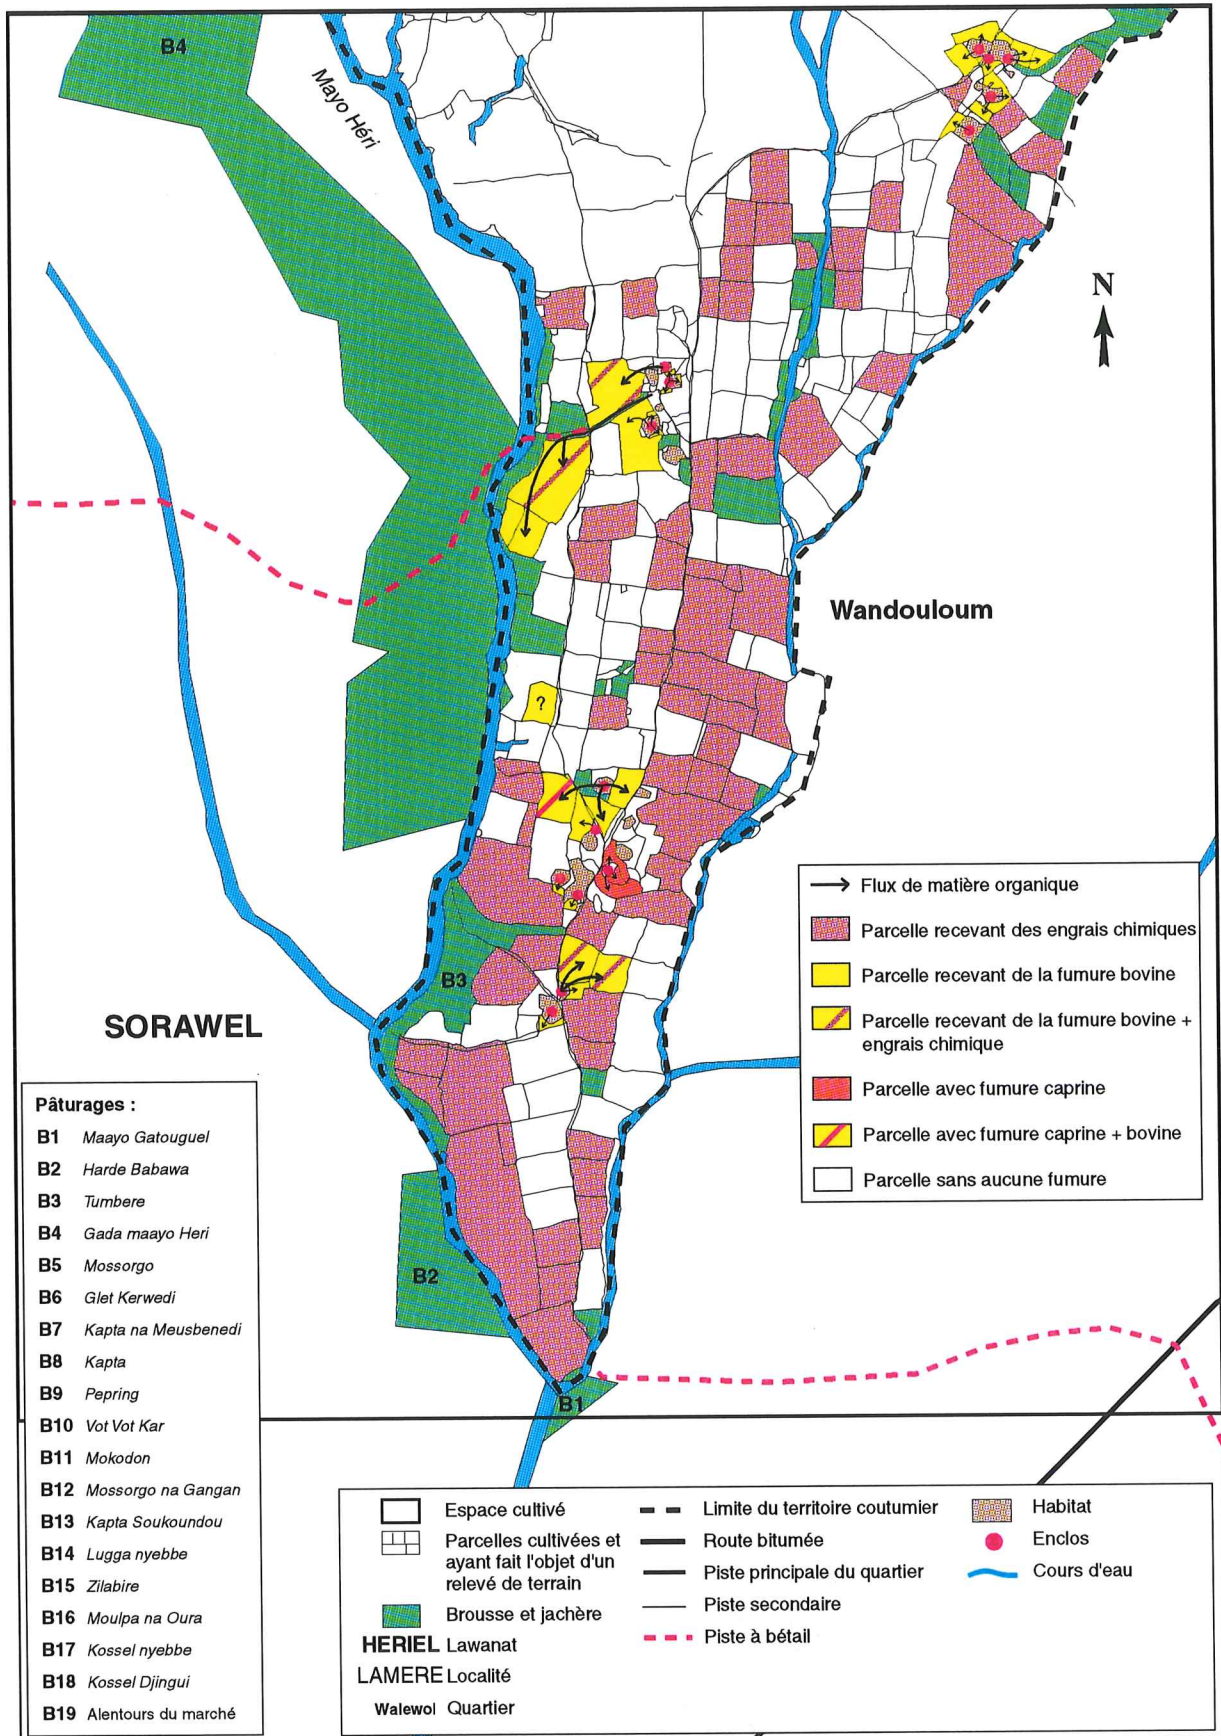 B4
Mayo Héri
N
Wandouloum
?
B3
SORAWEL
B2
B1
Flux de matière organique
Parcelle recevant des engrais chimiques
Parcelle recevant de la fumure bovine
Parcelle recevant de la fumure bovine +
engrais chimique
Parcelle avec fumure caprine
Parcelle avec fumure caprine + bovine
Parcelle sans aucune fumure
Pâturages :
B1 Maayo Gatouguel
B2 Harde Babawa
B3 Tumbere
B4 Gada maayo Heri
B5 Mossorgo
B6 Glet Kerwedi
B7 Kapta na Meusbenedi
B8 Kapta
B9 Pepring
B10 Vot Vot Kar
B11 Mokodon
B12 Mossorgo na Gangan
B13 Kapta Soukoundou
B14 Lugga nyebbe
B15 Zilabire
B16 Moulpa na Oura
B17 Kossel nyebbe
B18 Kossel Djingui
B19 Alentours du marché
Espace cultivé
Parcelles cultivées et
ayant fait l'objet d'un
relevé de terrain
Brousse et jachère
HERIEL Lawanat
LAMERE Localité
Walewol Quartier
Limite du territoire coutumier
Route bitumée
Piste principale du quartier
Piste secondaire
Piste à bétail
Habitat
Enclos
Cours d'eau